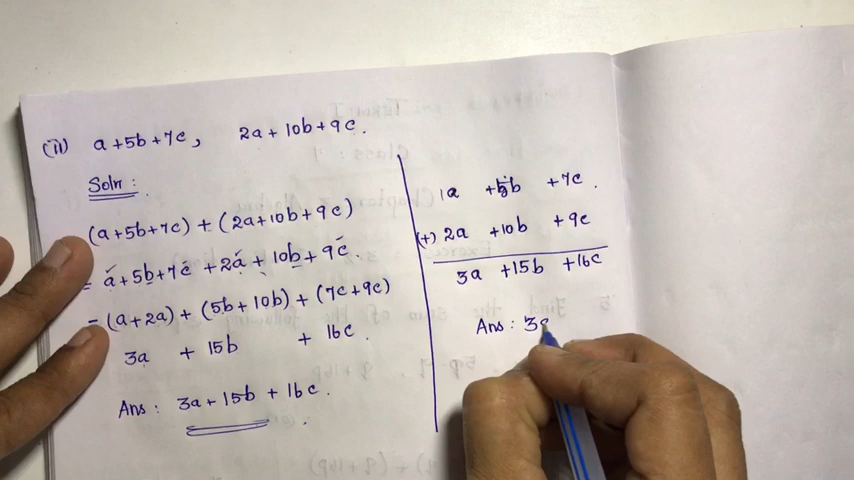 (ii) a+5b+7c, 2a+10b+9c.
Soln:
(a+5b+7c) + (2a+10b+9c)
= a+5b+7c +2a+10b+9c.
= (a+2a) + (5b+10b) + (7c+9c)
3a + 15b + 16c.
Ans: 3a+15b + 16c.
1a +5b +7c.
(+) 2a +10b +9c
3a +15b +16c
Ans: 3a